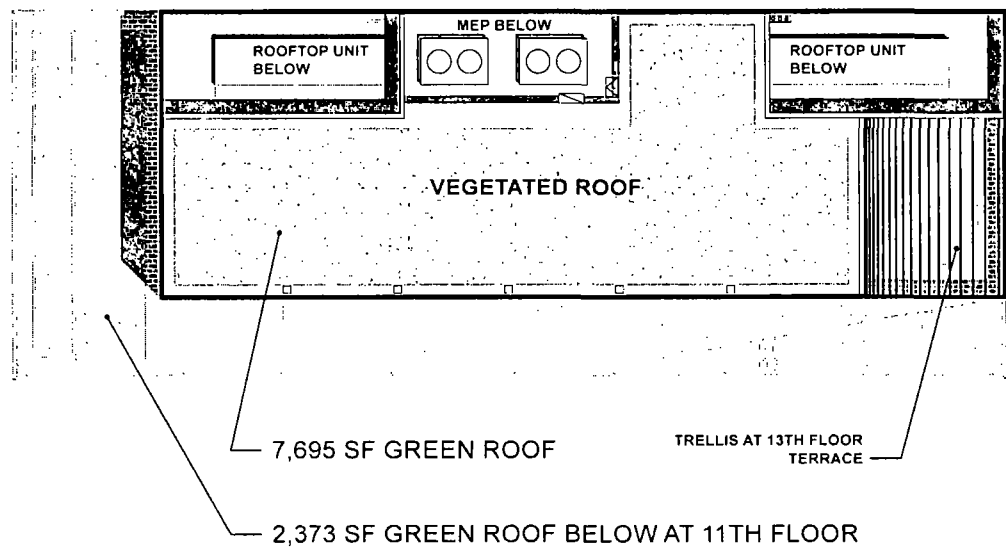 MEP BELOW
ROOFTOP UNIT
BELOW
ROOFTOP UNIT
BELOW
VEGETATED ROOF
7,695 SF GREEN ROOF
TRELLIS AT 13TH FLOOR
TERRACE
2,373 SF GREEN ROOF BELOW AT 11TH FLOOR